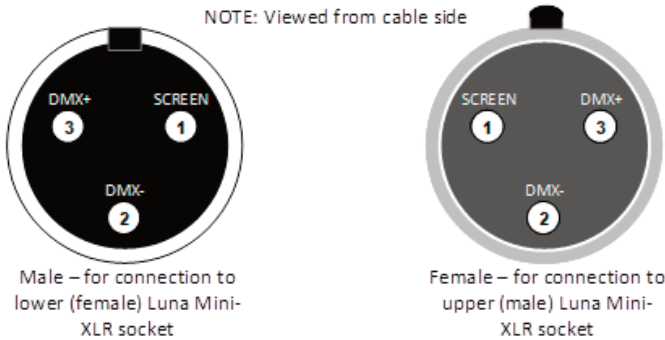 NOTE: Viewed from cable side
DMX+
SCREEN
3
1
DMX-
2
Male – for connection to
lower (female) Luna Mini-
XLR socket
SCREEN
DMX+
1
3
DMX-
2
Female – for connection to
upper (male) Luna Mini-
XLR socket